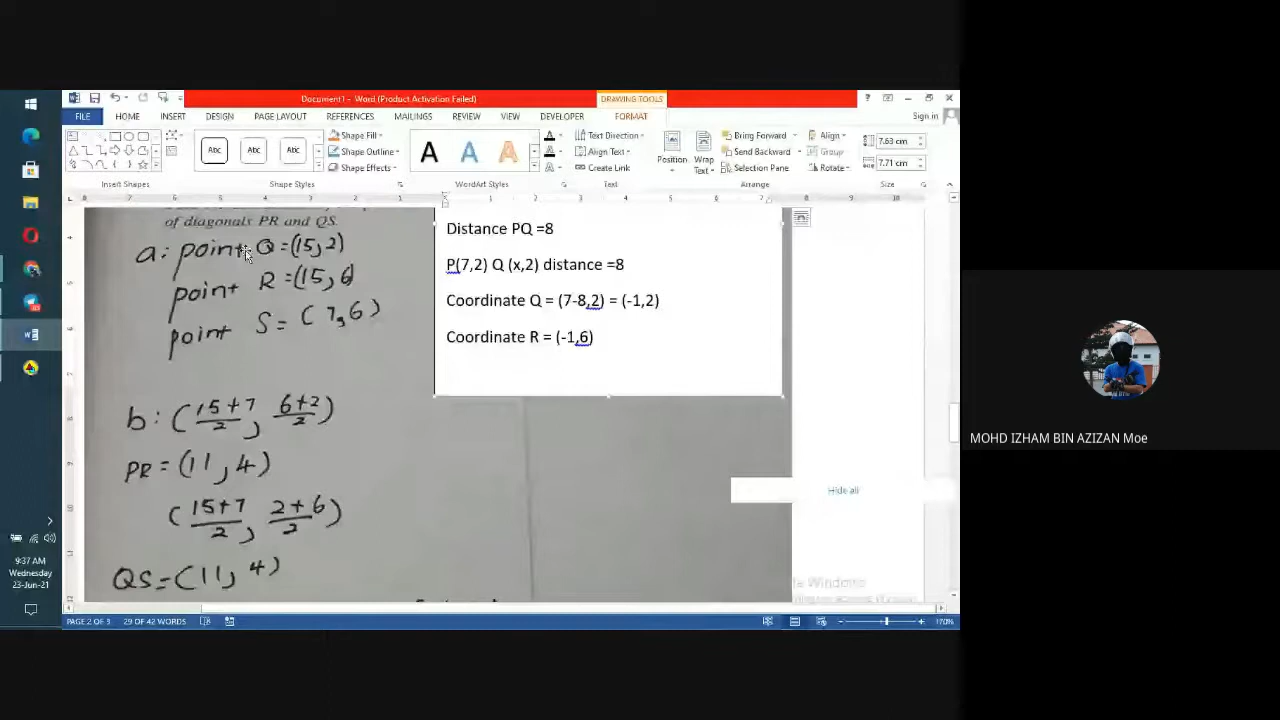 Document1 - Word (Product Activation Failed)
DRAWING TOOLS
FILE
HOME
INSERT
DESIGN
PAGE LAYOUT
REFERENCES
MAILINGS
REVIEW
VIEW
DEVELOPER
FORMAT
Sign in
Abc Abc Abc
Shape Fill
Shape Outline
Shape Effects
A A A
Text Direction
Align Text
Create Link
Position
Wrap Text
Bring Forward
Send Backward
Selection Pane
Align
Group
Rotate
7.63 cm
7.71 cm
Insert Shapes
Shape Styles
WordArt Styles
Text
Arrange
Size
of diagonals PR and QS.
a: point Q = (15, 2)
point R = (15, 6)
point S = (7, 6)
b: (15+7/2, 6+2/2)
PR = (11, 4)
(15+7/2, 2+6/2)
QS = (11, 4)
Distance PQ =8
P(7,2) Q (x,2) distance =8
Coordinate Q = (7-8,2) = (-1,2)
Coordinate R = (-1,6)
Hide all
MOHD IZHAM BIN AZIZAN Moe
9:37 AM
Wednesday
23-Jun-21
PAGE 2 OF 3
29 OF 42 WORDS
170%